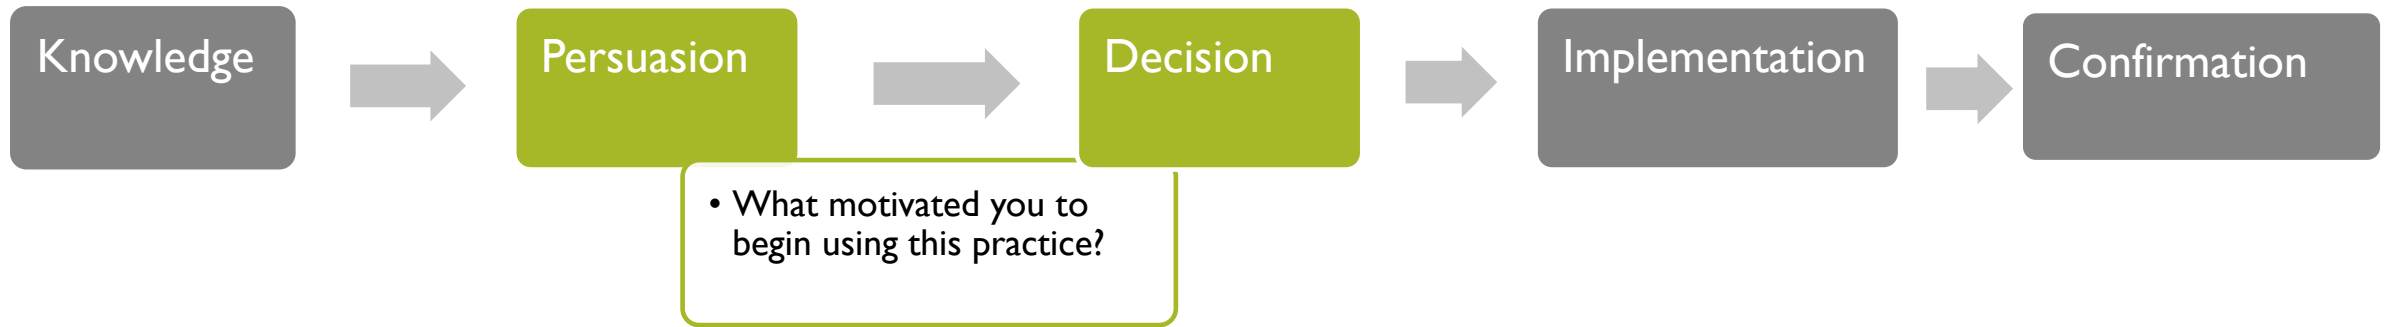 Knowledge
Persuasion
Decision
Implementation
Confirmation
• What motivated you to
begin using this practice?